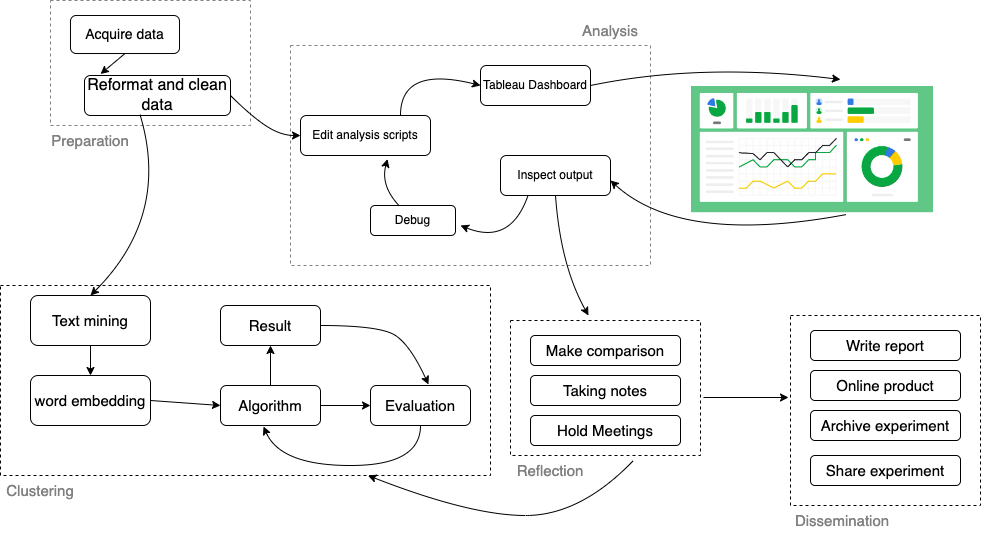 Acquire data
Reformat and clean
data
Preparation
Analysis
Tableau Dashboard
Edit analysis scripts
Inspect output
Debug
Text mining
word embedding
Result
Algorithm
Evaluation
Clustering
Make comparison
Taking notes
Hold Meetings
Reflection
Write report
Online product
Archive experiment
Share experiment
Dissemination